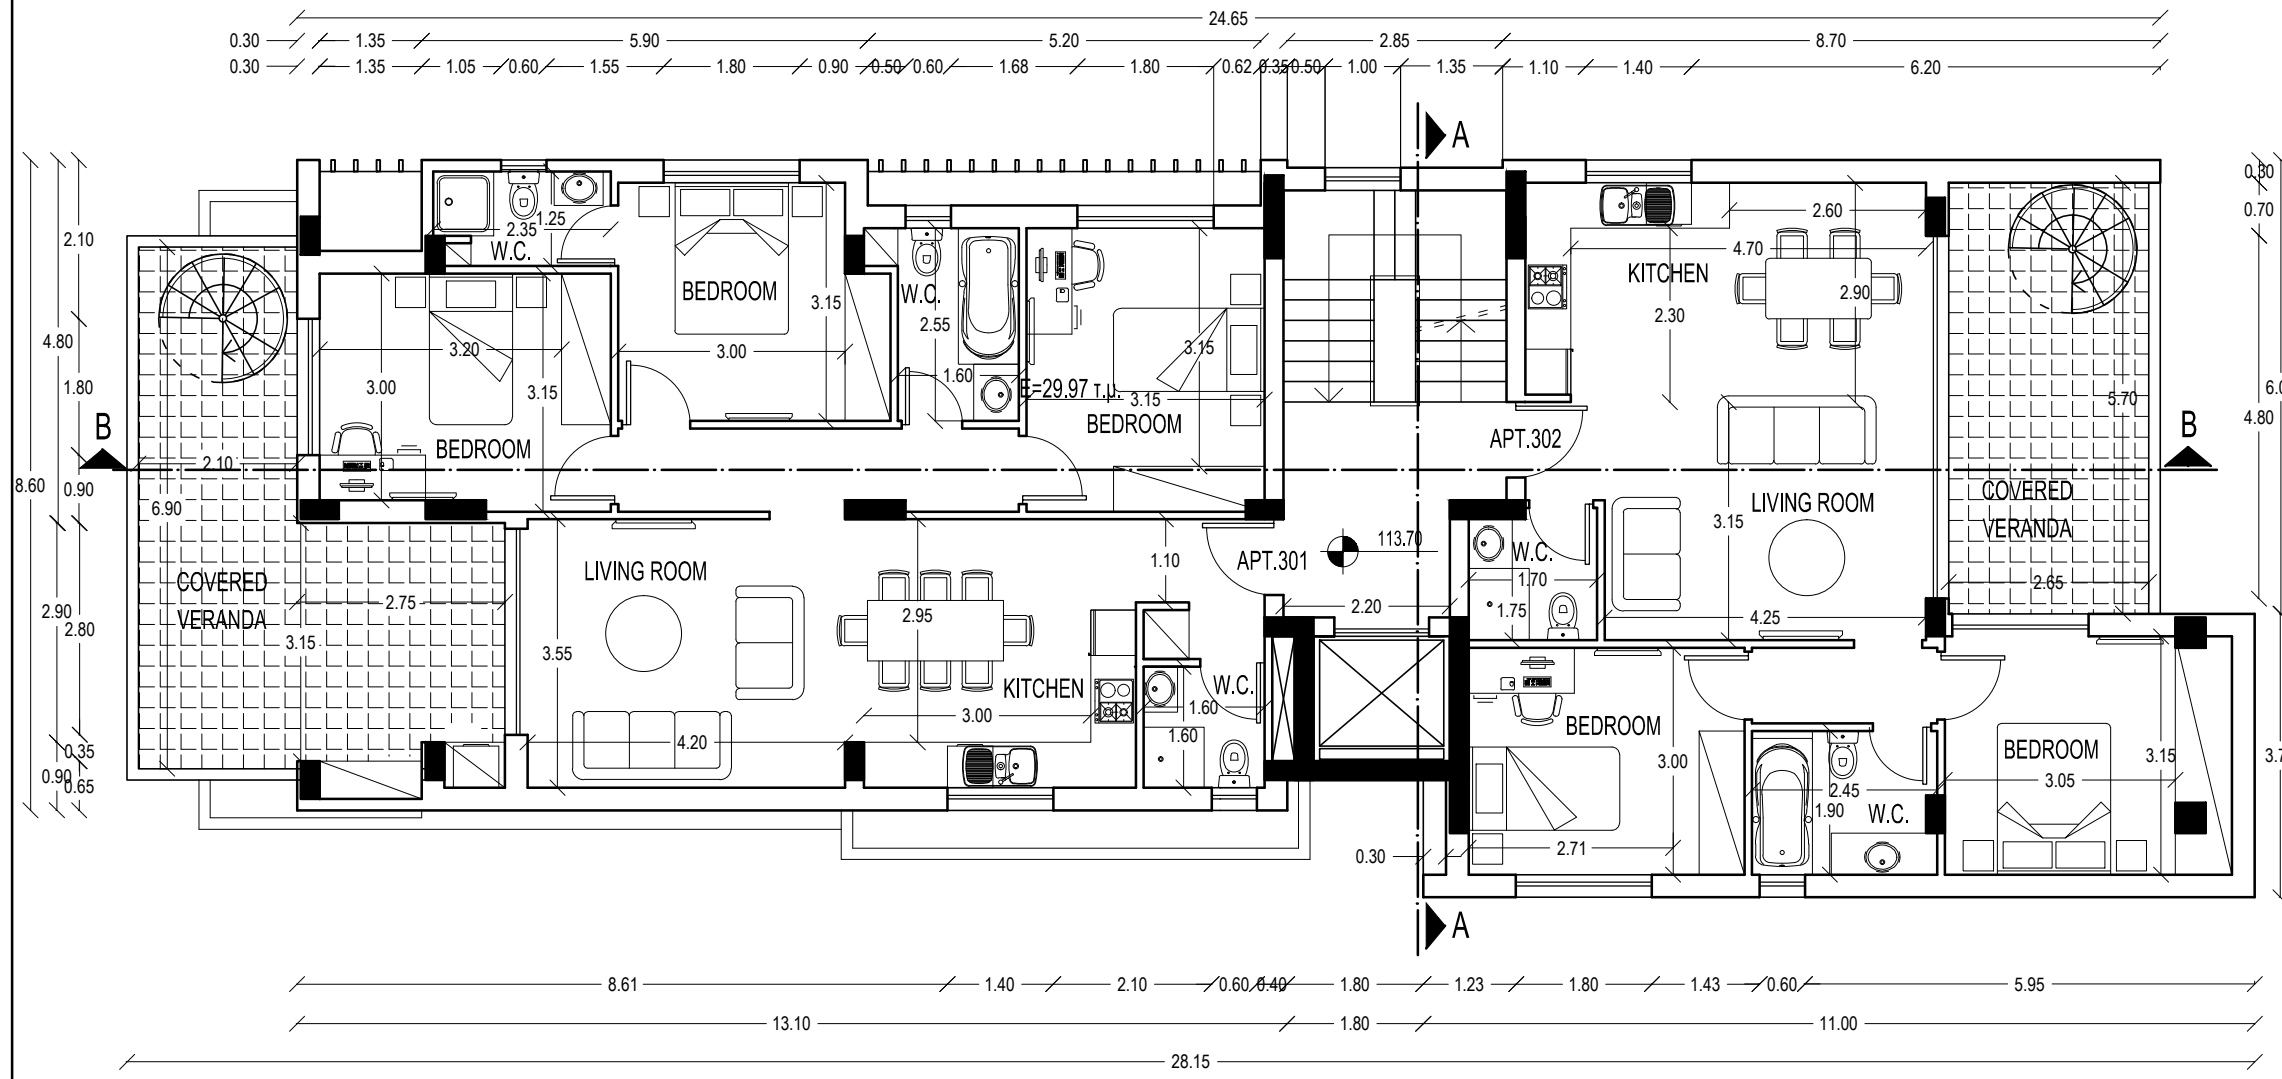 24.65
0.30 1.35 5.90 5.20 2.85 8.70
0.30 1.35 1.05 0.60 1.55 1.80 0.90 0.50 0.60 1.68 1.80 0.62 0.35 0.50 1.00 1.35 1.10 1.40 6.20
A
0.30
0.70
2.10
4.80
1.80
0.90
8.60
2.90
2.80
0.35
0.90
0.65
4.80
B
B
1.25
2.35
W.C.
BEDROOM
3.15
3.00
3.20
3.00
3.15
BEDROOM
W.C.
2.55
1.60
E=29.97 τ.μ.
3.15
3.15
BEDROOM
2.60
4.70
KITCHEN
2.90
2.30
5.70
APT.302
2.10
6.90
LIVING ROOM
3.15
COVERED
VERANDA
2.65
4.25
113.70
W.C.
1.70
1.75
APT.301
2.20
1.10
LIVING ROOM
COVERED
VERANDA
2.75
3.15
3.55
2.95
KITCHEN
3.00
4.20
W.C.
1.60
1.60
BEDROOM
3.00
2.71
0.30
2.45
1.90
W.C.
BEDROOM
3.05
3.15
A
8.61 1.40 2.10 0.60 0.40 1.80 1.23 1.80 1.43 0.60 5.95
13.10 1.80 11.00
28.15